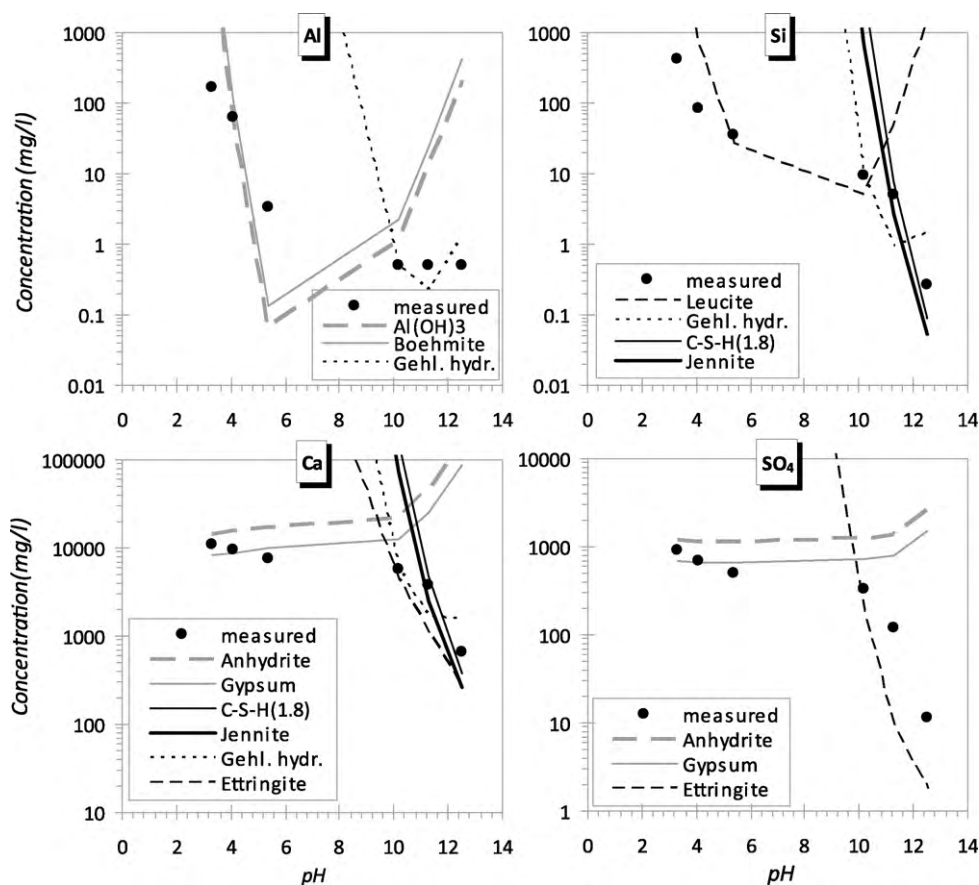 Al
Concentration (mg/l)
1000
100
10
1
0.1
0.01
measured
Al(OH)3
Boehmite
Gehl. hydr.
0 2 4 6 8 10 12 14
Si
1000
100
10
1
0.1
0.01
measured
Leucite
Gehl. hydr.
C-S-H(1.8)
Jennite
0 2 4 6 8 10 12 14
Ca
Concentration(mg/l)
100000
10000
1000
100
10
measured
Anhydrite
Gypsum
C-S-H(1.8)
Jennite
Gehl. hydr.
Ettringite
0 2 4 6 8 10 12 14
pH
SO₄
10000
1000
100
10
1
measured
Anhydrite
Gypsum
Ettringite
0 2 4 6 8 10 12 14
pH